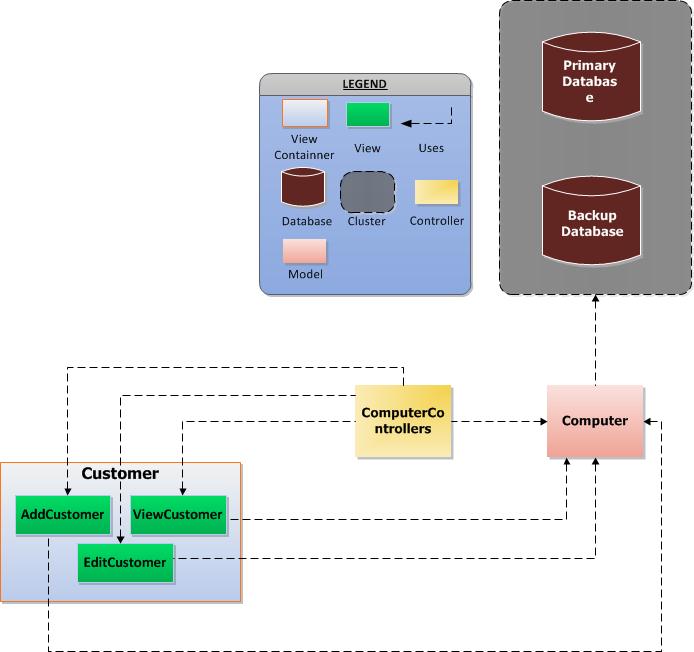 Primary
Databas
e
Backup
Database
LEGEND
View
Containner
View
Uses
Database
Cluster
Controller
Model
ComputerCo
ntrollers
Computer
Customer
AddCustomer
ViewCustomer
EditCustomer